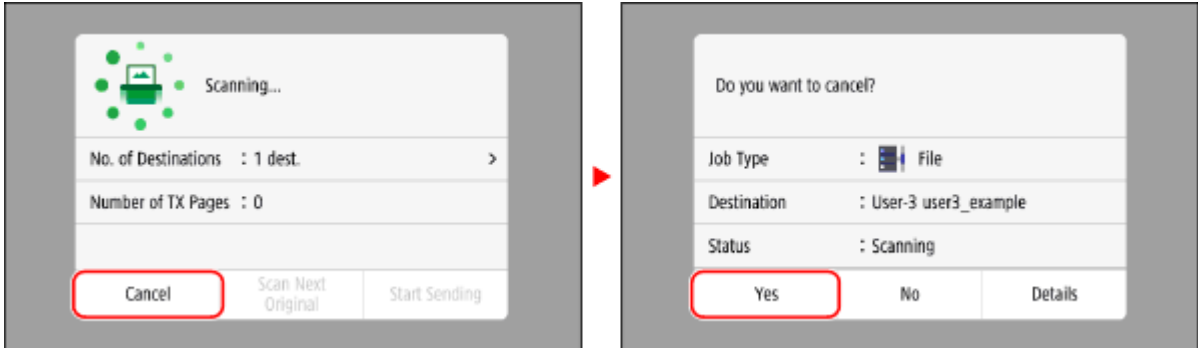 Scanning...
No. of Destinations : 1 dest. >
Number of TX Pages : 0
Cancel
Scan Next
Original
Start Sending
Do you want to cancel?
Job Type : File
Destination : User-3 user3_example
Status : Scanning
Yes
No
Details